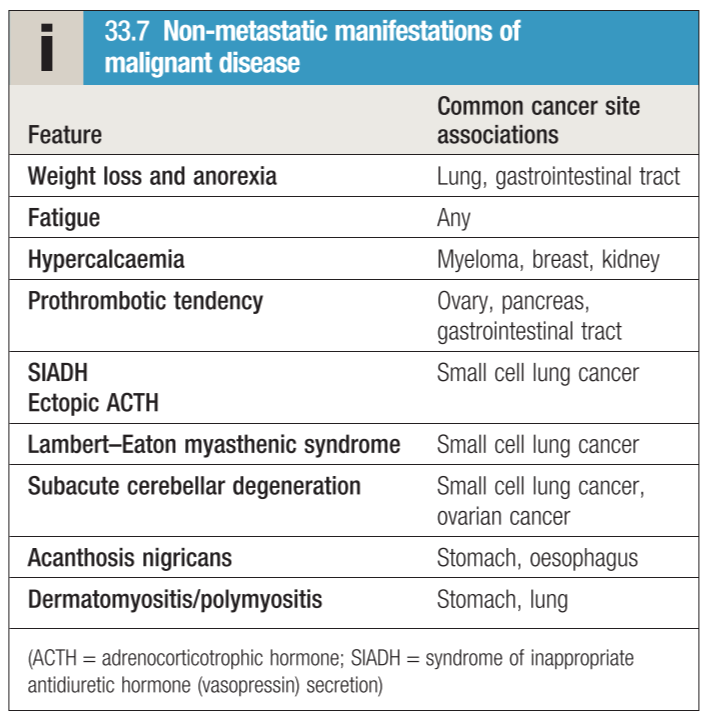 i
33.7 Non-metastatic manifestations of
malignant disease
Feature
Common cancer site
associations
Weight loss and anorexia Lung, gastrointestinal tract
Fatigue Any
Hypercalcaemia Myeloma, breast, kidney
Prothrombotic tendency Ovary, pancreas,
gastrointestinal tract
SIADH Small cell lung cancer
Ectopic ACTH
Lambert–Eaton myasthenic syndrome Small cell lung cancer
Subacute cerebellar degeneration Small cell lung cancer,
ovarian cancer
Acanthosis nigricans Stomach, oesophagus
Dermatomyositis/polymyositis Stomach, lung
(ACTH = adrenocorticotrophic hormone; SIADH = syndrome of inappropriate
antidiuretic hormone (vasopressin) secretion)